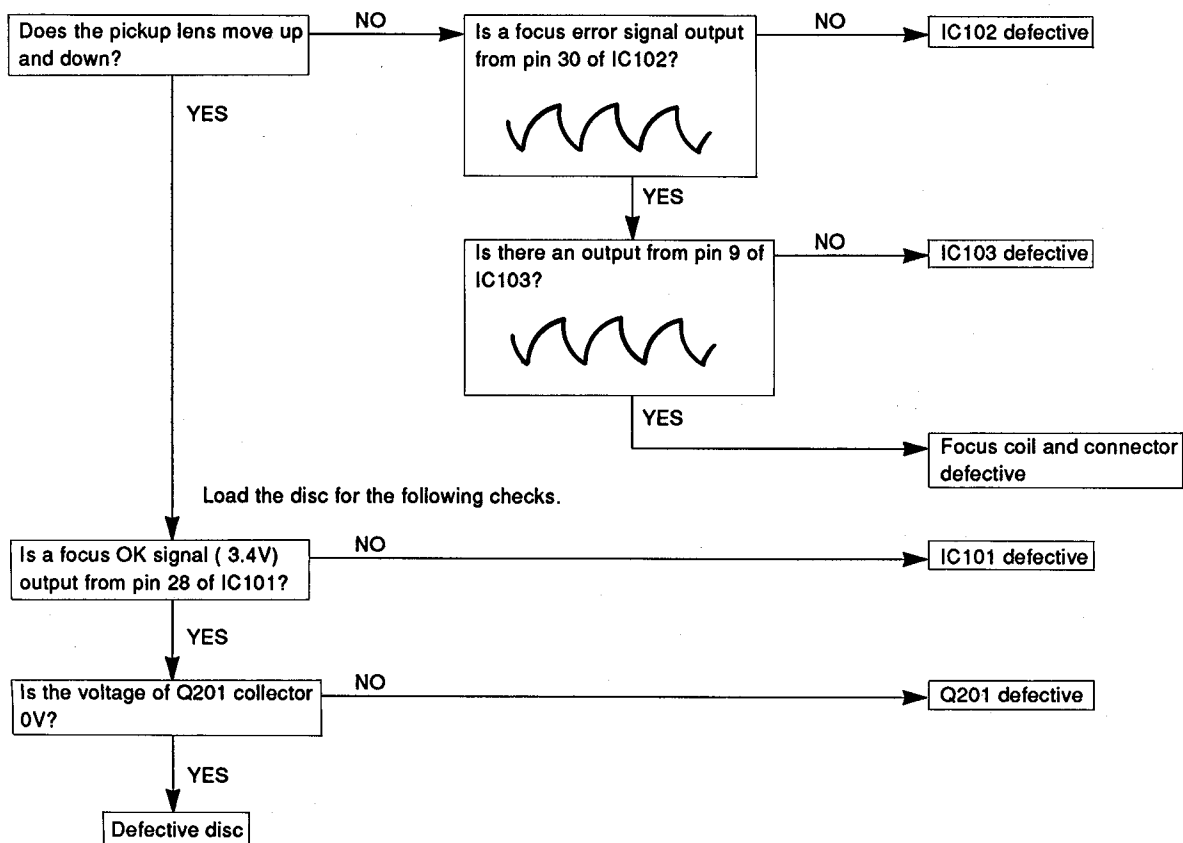 Does the pickup lens move up
and down?
NO
Is a focus error signal output
from pin 30 of IC102?
NO
IC102 defective
YES
YES
Is there an output from pin 9 of
IC103?
NO
IC103 defective
YES
Focus coil and connector
defective
Load the disc for the following checks.
Is a focus OK signal ( 3.4V)
output from pin 28 of IC101?
NO
IC101 defective
YES
Is the voltage of Q201 collector
0V?
NO
Q201 defective
YES
Defective disc